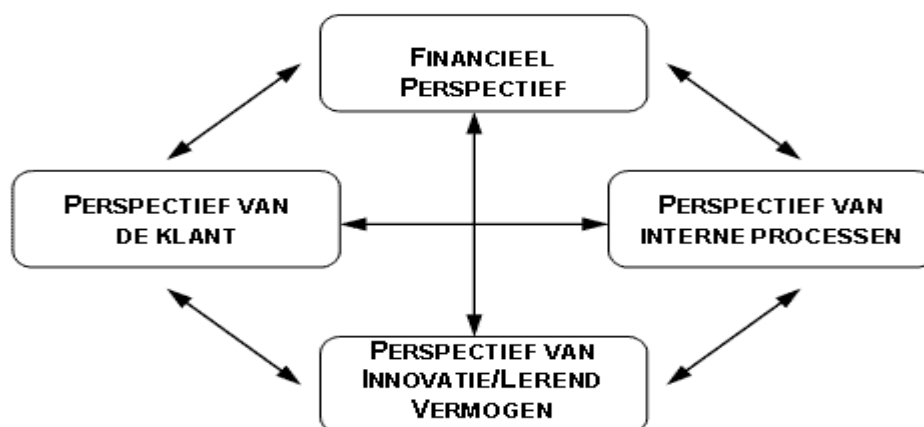 FINANCIEEL
PERSPECTIEF
PERSPECTIEF VAN
DE KLANT
PERSPECTIEF VAN
INTERNE PROCESSEN
PERSPECTIEF VAN
INNOVATIE/LEREND
VERMOGEN